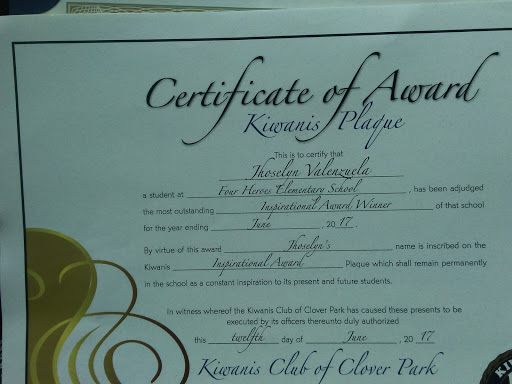 Certificate of Award
Kiwanis Plaque
This is to certify that
Jhoselyn Valenzuela
a student at Four Heroes Elementary School , has been adjudged
the most outstanding Inspirational Award Winner of that school
for the year ending June , 20 17 .
By virtue of this award Jhoselyn's name is inscribed on the
Kiwanis Inspirational Award Plaque which shall remain permanently
in the school as a constant inspiration to its present and future students.
In witness whereof the Kiwanis Club of Clover Park has caused these presents to be
executed by its officers thereunto duly authorized
this twelfth day of June , 20 17
Kiwanis Club of Clover Park